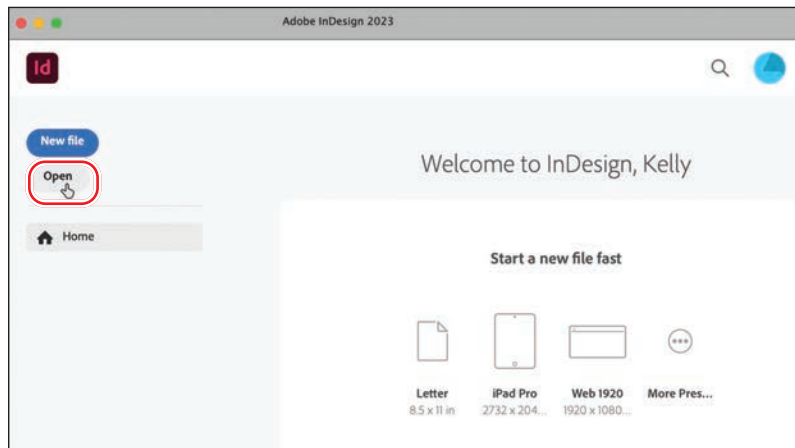 Adobe InDesign 2023
Id
New file
Open
Home
Welcome to InDesign, Kelly
Start a new file fast
Letter
8.5 x 11 in
iPad Pro
2732 x 204...
Web 1920
1920 x 1080...
More Pres...